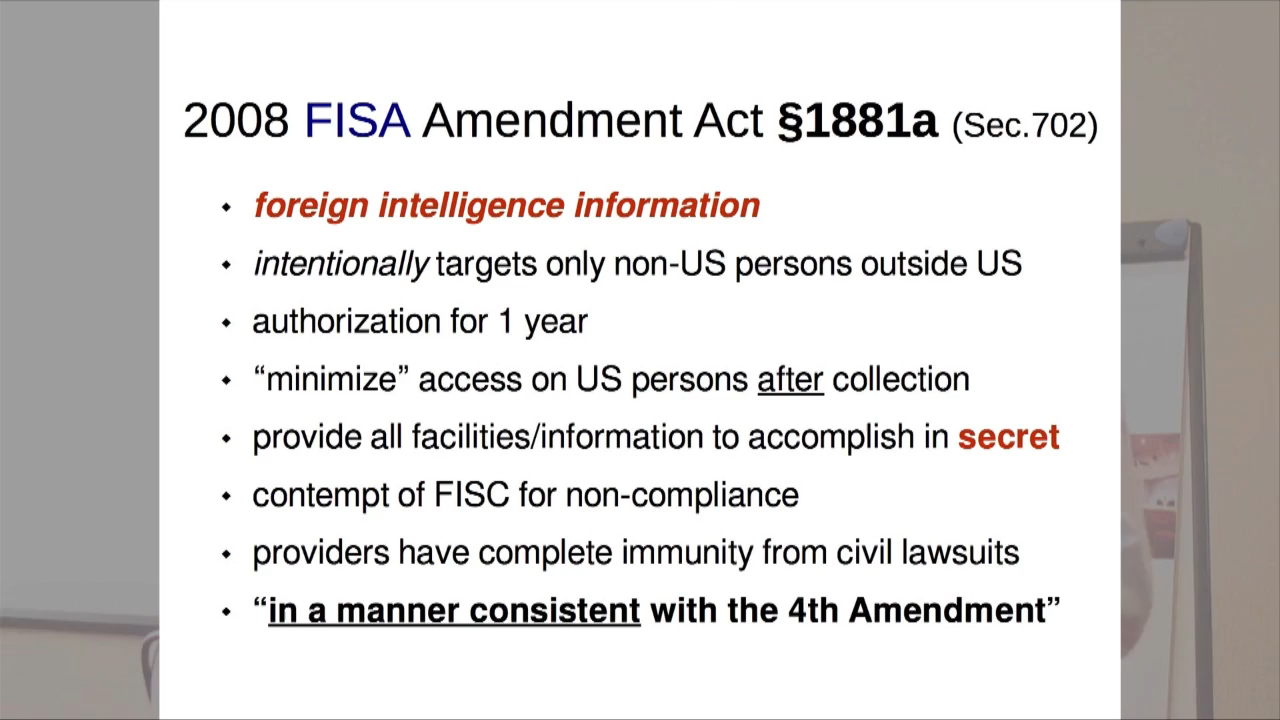 2008 FISA Amendment Act §1881a (Sec.702)
foreign intelligence information
intentionally targets only non-US persons outside US
authorization for 1 year
“minimize” access on US persons after collection
provide all facilities/information to accomplish in secret
contempt of FISC for non-compliance
providers have complete immunity from civil lawsuits
“in a manner consistent with the 4th Amendment”